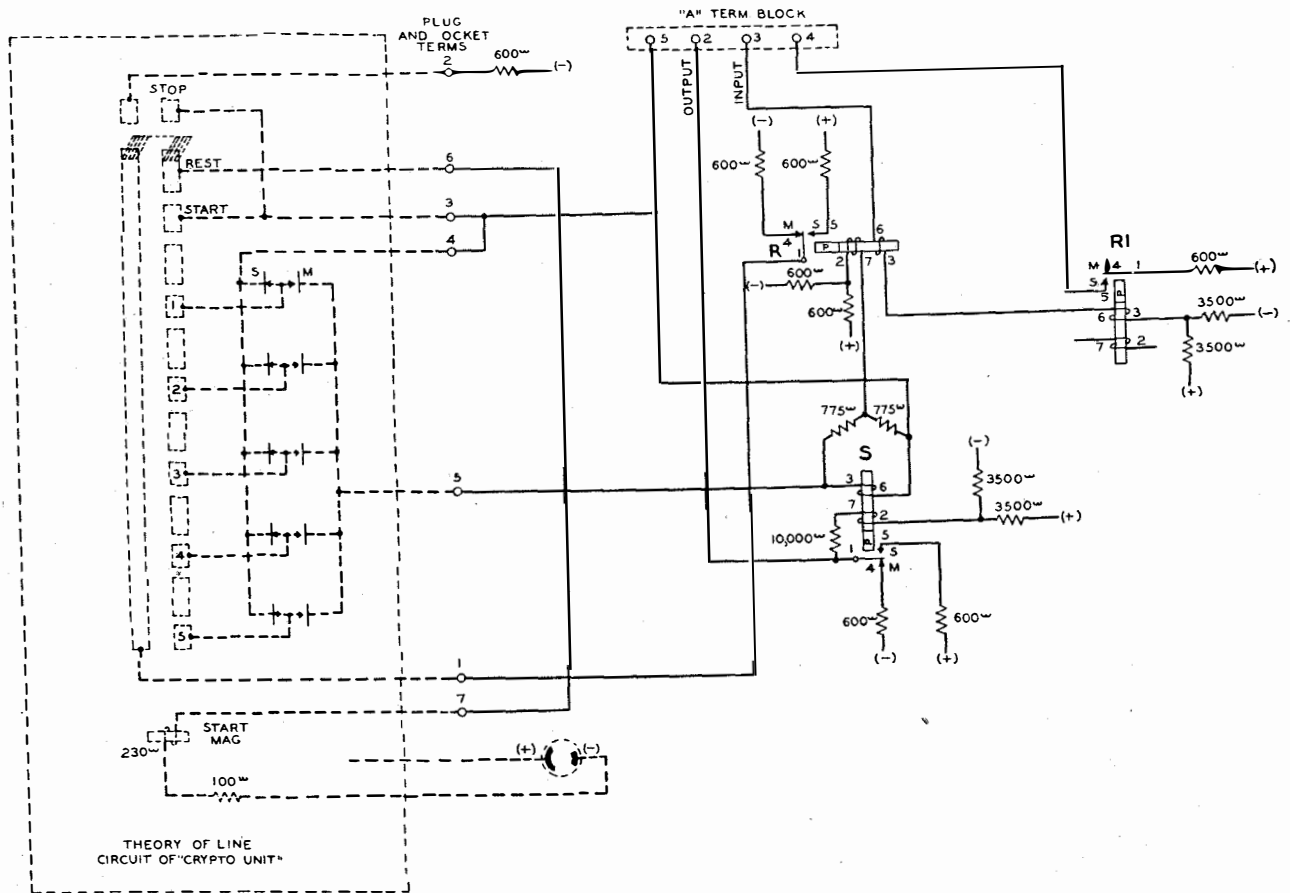 PLUG
AND OCKET
TERMS
2
600ω
(-)
"A" TERM. BLOCK
5 2 3 4
OUTPUT
INPUT
STOP
REST
START
6
3
4
S M
1
2
3
4
5
5
1
7
START
MAG
230ω
100ω
(+) (-)
THEORY OF LINE
CIRCUIT OF "CRYPTO UNIT"
(-) (+)
600ω 600ω
M S 5
4
R 1
P
6
2 7 3
600ω
(-)
600ω
(+)
R1
M 4 1
600ω
(+)
S
5
P
6 3
3500ω
(-)
7 2
3500ω
(+)
775ω 775ω
S
3 6
7 2
P
10,000ω
1
5
S
4 M
(-)
3500ω
3500ω
(+)
600ω
(-)
600ω
(+)